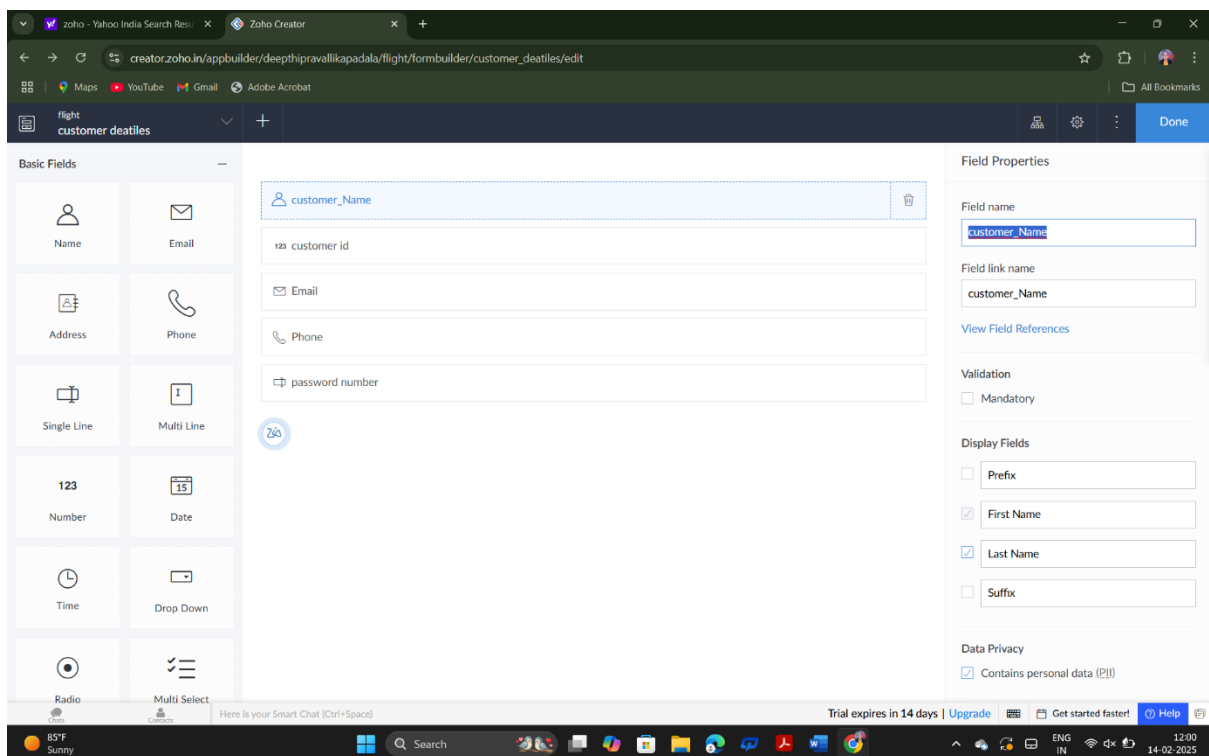 zoho - Yahoo India Search Resu
Zoho Creator
creator.zoho.in/appbuilder/deepthipravallikapadala/flight/formbuilder/customer_deatiles/edit
Maps YouTube Gmail Adobe Acrobat All Bookmarks
flight
customer deatiles
Done
Basic Fields
Name Email
Address Phone
Single Line Multi Line
123
Number
15
Date
Time Drop Down
Radio Multi Select
customer_Name
123 customer id
Email
Phone
password number
Zia
Field Properties
Field name
customer_Name
Field link name
customer_Name
View Field References
Validation
Mandatory
Display Fields
Prefix
First Name
Last Name
Suffix
Data Privacy
Contains personal data (PII)
Chats Contacts Here is your Smart Chat (Ctrl+Space) Trial expires in 14 days | Upgrade Get started faster! Help
85°F
Sunny
Search
ENG
IN
12:00
14-02-2025